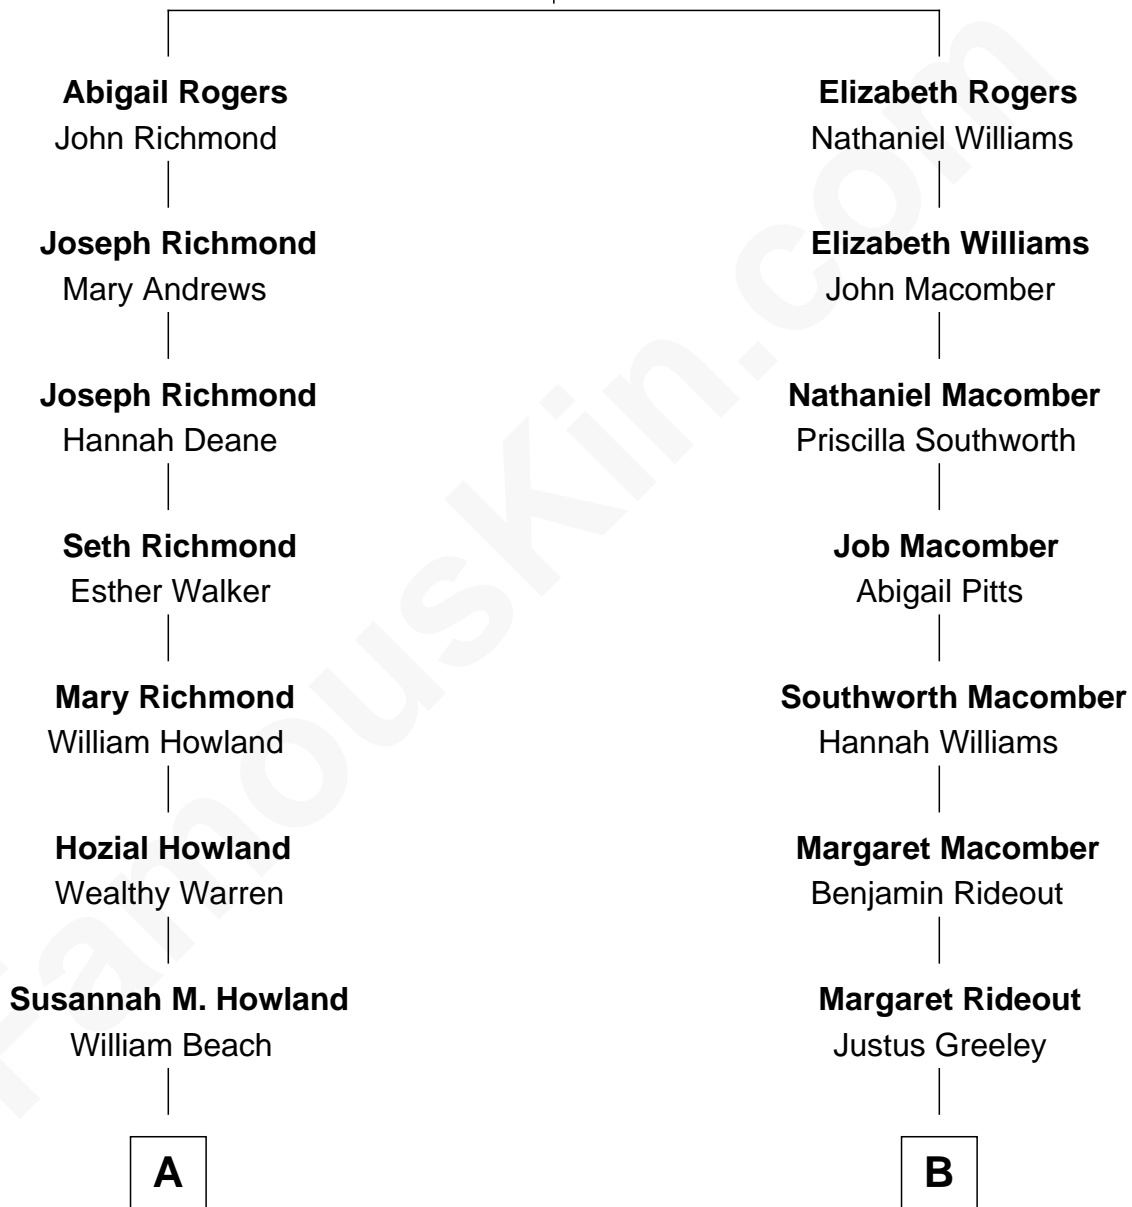 Abigail Rogers
John Richmond
Elizabeth Rogers
Nathaniel Williams
Joseph Richmond
Mary Andrews
Elizabeth Williams
John Macomber
Joseph Richmond
Hannah Deane
Nathaniel Macomber
Priscilla Southworth
Seth Richmond
Esther Walker
Job Macomber
Abigail Pitts
Mary Richmond
William Howland
Southworth Macomber
Hannah Williams
Hozial Howland
Wealthy Warren
Margaret Macomber
Benjamin Rideout
Susannah M. Howland
William Beach
Margaret Rideout
Justus Greeley
A
B
FamousKin.com